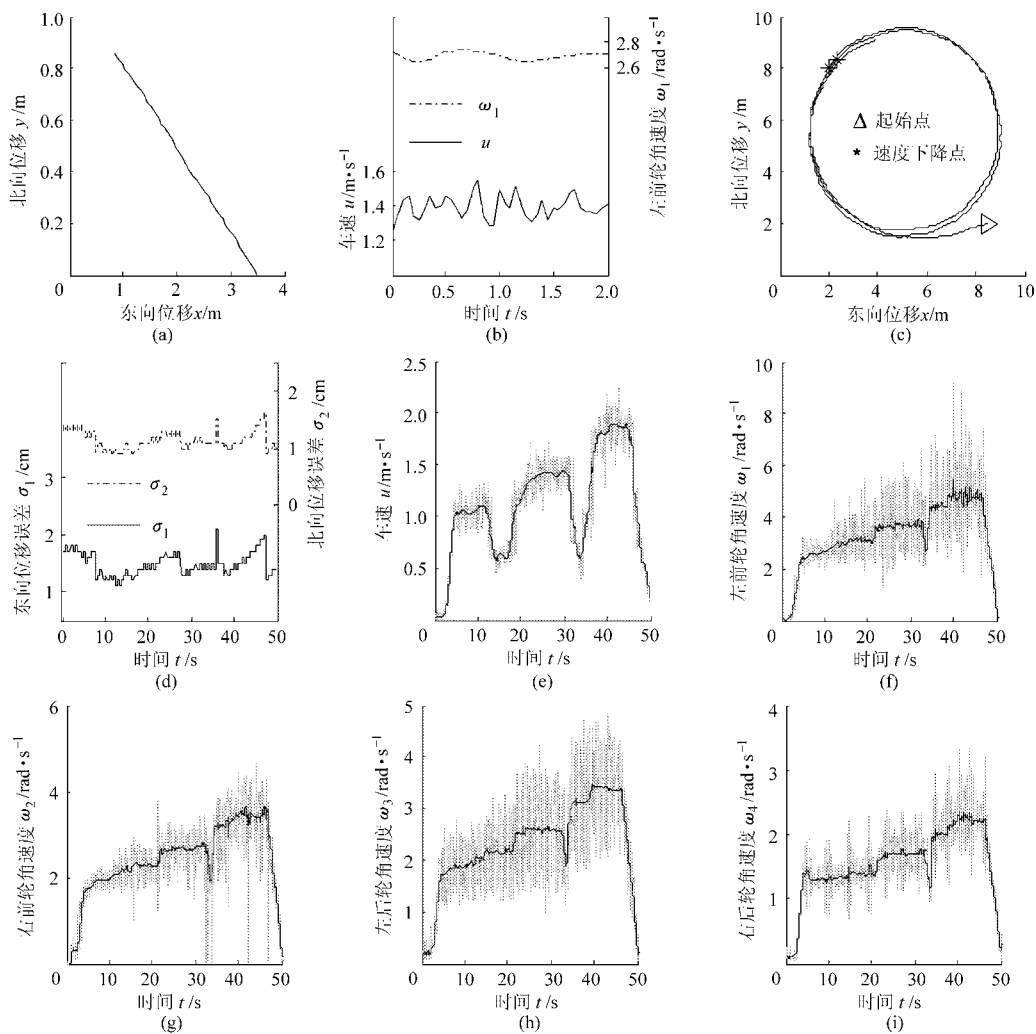 1.0
0.8
0.6
0.4
0.2
0
1
2
3
4
北向位移 y/m
东向位移x/m
(a)
2.8
2.6
ω₁
u
1.6
1.4
1.2
0
0.5
1.0
1.5
2.0
车速 u/m•s⁻¹
左前轮角速度 ω₁/rad•s⁻¹
时间 t/s
(b)
10
8
6
4
2
0
2
4
6
8
10
Δ 起始点
* 速度下降点
北向位移 y/m
东向位移x/m
(c)
3
2
1
2
1
0
σ₂
σ₁
0
10
20
30
40
50
东向位移误差 σ₁/cm
北向位移误差 σ₂/cm
时间 t/s
(d)
2.5
2.0
1.5
1.0
0.5
0
10
20
30
40
50
车速 u/m•s⁻¹
时间 t/s
(e)
10
8
6
4
2
0
10
20
30
40
50
左前轮角速度 ω₁/rad•s⁻¹
时间 t/s
(f)
6
4
2
0
10
20
30
40
50
右前轮角速度 ω₂/rad•s⁻¹
时间 t/s
(g)
5
4
3
2
1
0
10
20
30
40
50
左后轮角速度 ω₃/rad•s⁻¹
时间 t/s
(h)
4
3
2
1
0
10
20
30
40
50
右后轮角速度 ω₄/rad•s⁻¹
时间 t/s
(i)